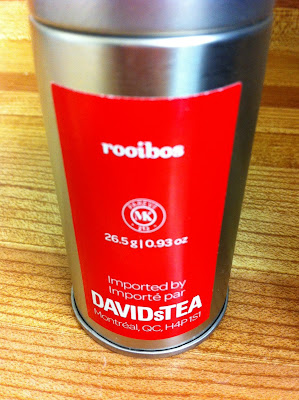 rooibos
MK
26.5 g | 0.93 oz
Imported by
Importé par
DAVIDsTEA
Montréal, QC, H4P 1S1